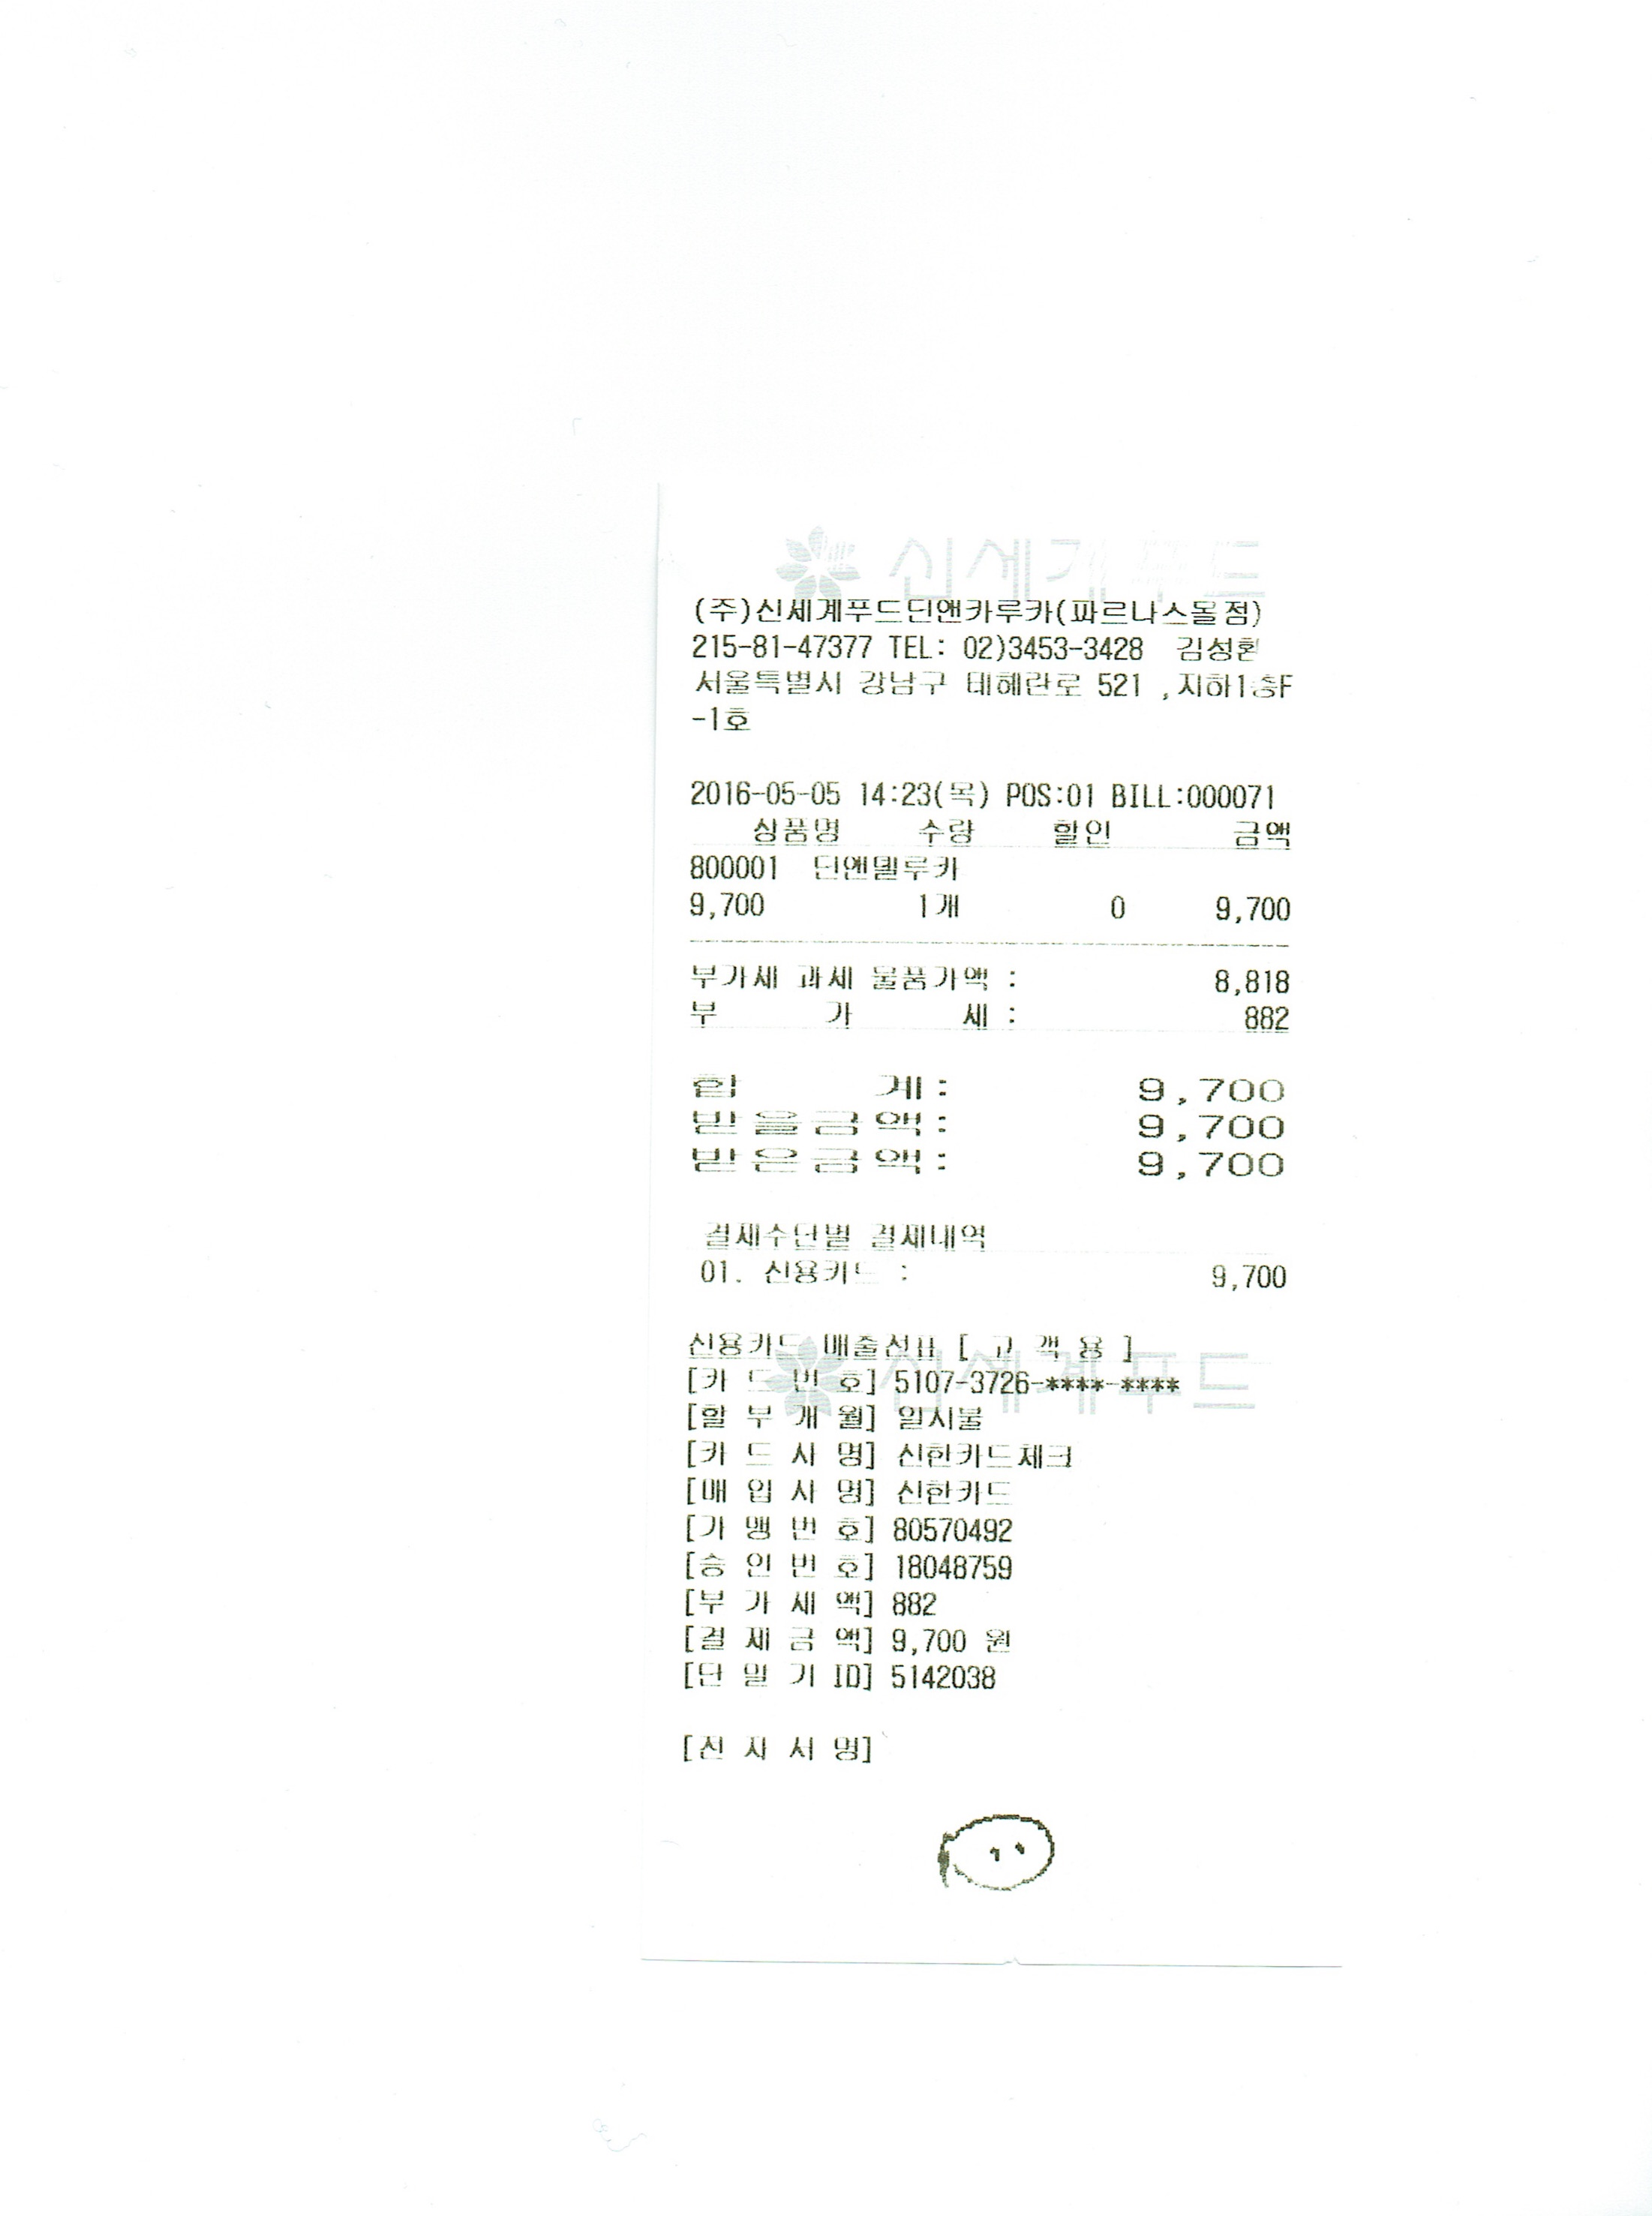 신세계푸드
(주)신세계푸드딘앤카루카(파르나스몰점)
215-81-47377 TEL: 02)3453-3428 김성환
서울특별시 강남구 테헤란로 521 ,지하1층F
-1호
2016-05-05 14:23(목) POS:01 BILL:000071
상품명 수량 할인 금액
800001 딘앤델루카
9,700 1개 0 9,700
부가세 과세 물품가액 : 8,818
부 가 세 : 882
합 계: 9,700
받을금액: 9,700
받은금액: 9,700
결제수단별 결제내역
01. 신용카드 : 9,700
신용카드 매출전표 [ 고 객 용 ]
신세계푸드
[카 드 번 호] 5107-3726-****-****
[할 부 개 월] 일시불
[카 드 사 명] 신한카드체크
[매 입 사 명] 신한카드
[가 맹 번 호] 80570492
[승 인 번 호] 18048759
[부 가 세 액] 882
[결 제 금 액] 9,700 원
[단 말 기 ID] 5142038
[전 자 서 명]